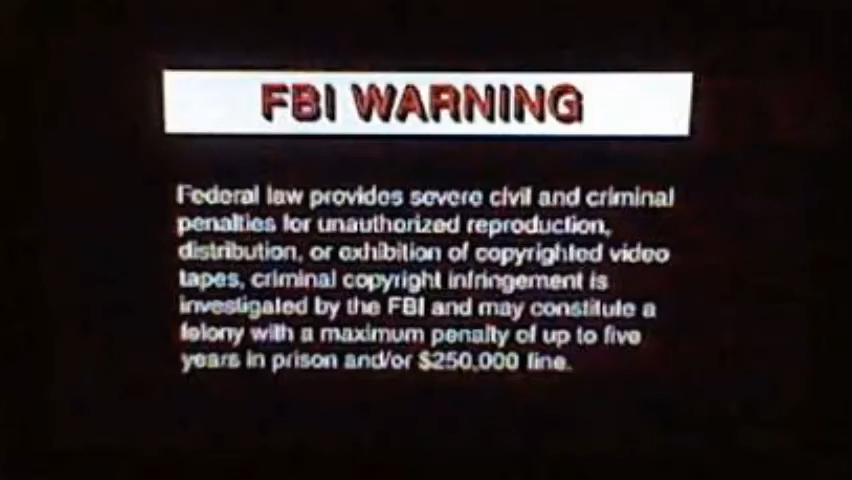 FBI WARNING
Federal law provides severe civil and criminal
penalties for unauthorized reproduction,
distribution, or exhibition of copyrighted video
tapes, criminal copyright infringement is
investigated by the FBI and may constitute a
felony with a maximum penalty of up to five
years in prison and/or $250,000 fine.